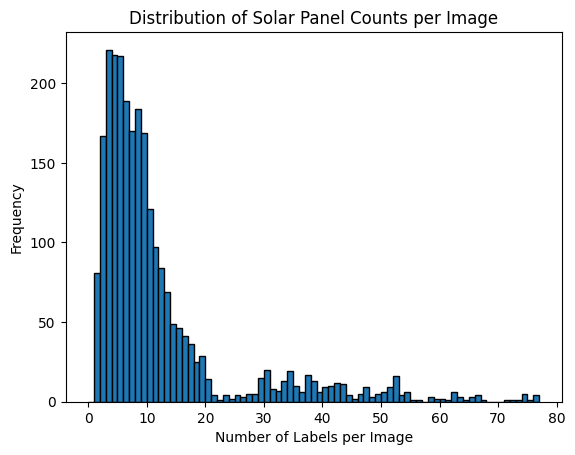 Distribution of Solar Panel Counts per Image
200
150
100
50
0
Frequency
0 10 20 30 40 50 60 70 80
Number of Labels per Image